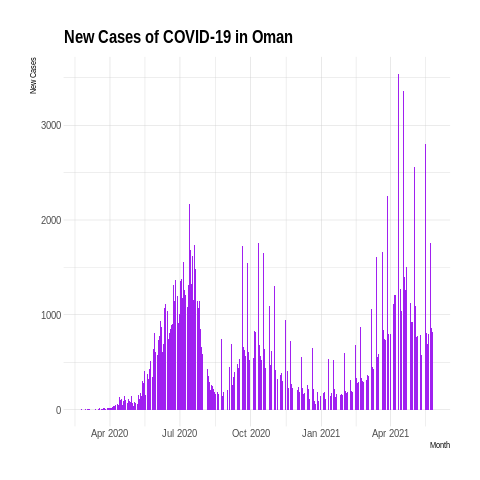 New Cases of COVID-19 in Oman
New Cases
3000
2000
1000
0
Apr 2020 Jul 2020 Oct 2020 Jan 2021 Apr 2021
Month